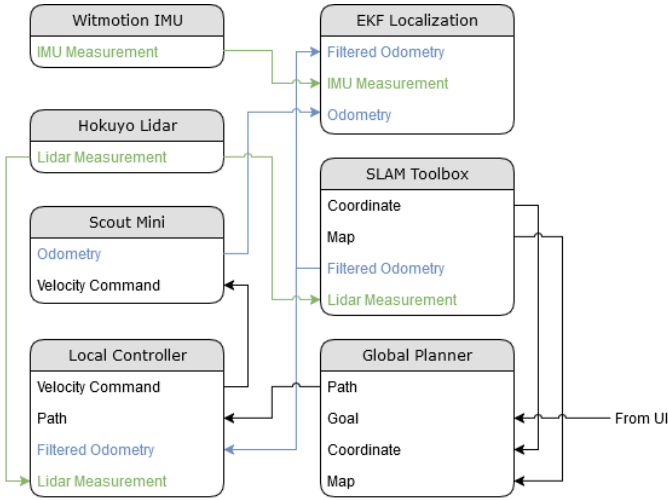 Witmotion IMU
IMU Measurement
Hokuyo Lidar
Lidar Measurement
Scout Mini
Odometry
Velocity Command
Local Controller
Velocity Command
Path
Filtered Odometry
Lidar Measurement
EKF Localization
Filtered Odometry
IMU Measurement
Odometry
SLAM Toolbox
Coordinate
Map
Filtered Odometry
Lidar Measurement
Global Planner
Path
Goal
Coordinate
Map
From UI